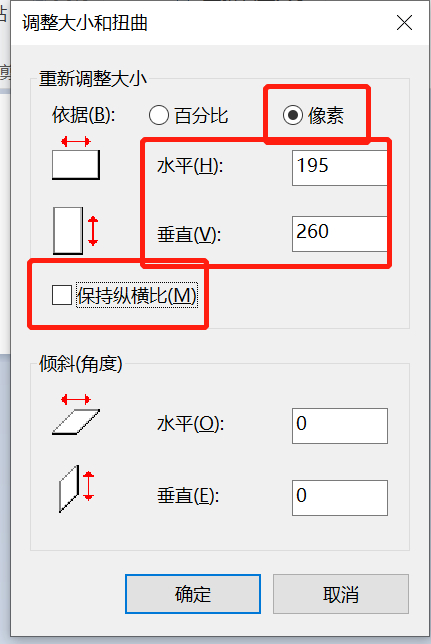 贴
剪
调整大小和扭曲
重新调整大小
依据(B): 百分比 像素
水平(H): 195
垂直(V): 260
保持纵横比(M)
倾斜(角度)
水平(O): 0
垂直(E): 0
确定 取消